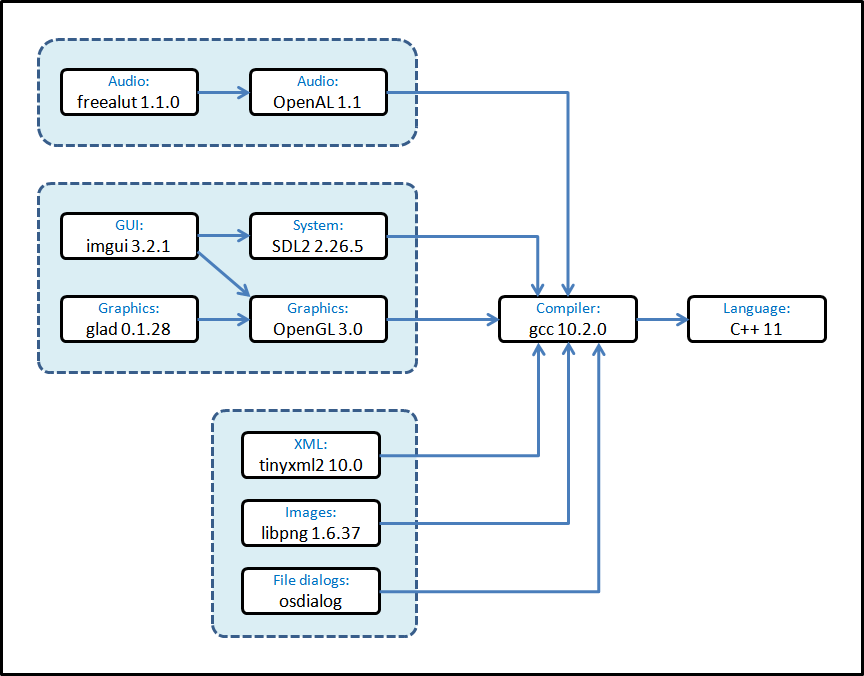 Audio:
freealut 1.1.0
Audio:
OpenAL 1.1
GUI:
imgui 3.2.1
System:
SDL2 2.26.5
Graphics:
glad 0.1.28
Graphics:
OpenGL 3.0
Compiler:
gcc 10.2.0
Language:
C++ 11
XML:
tinyxml2 10.0
Images:
libpng 1.6.37
File dialogs:
osdialog